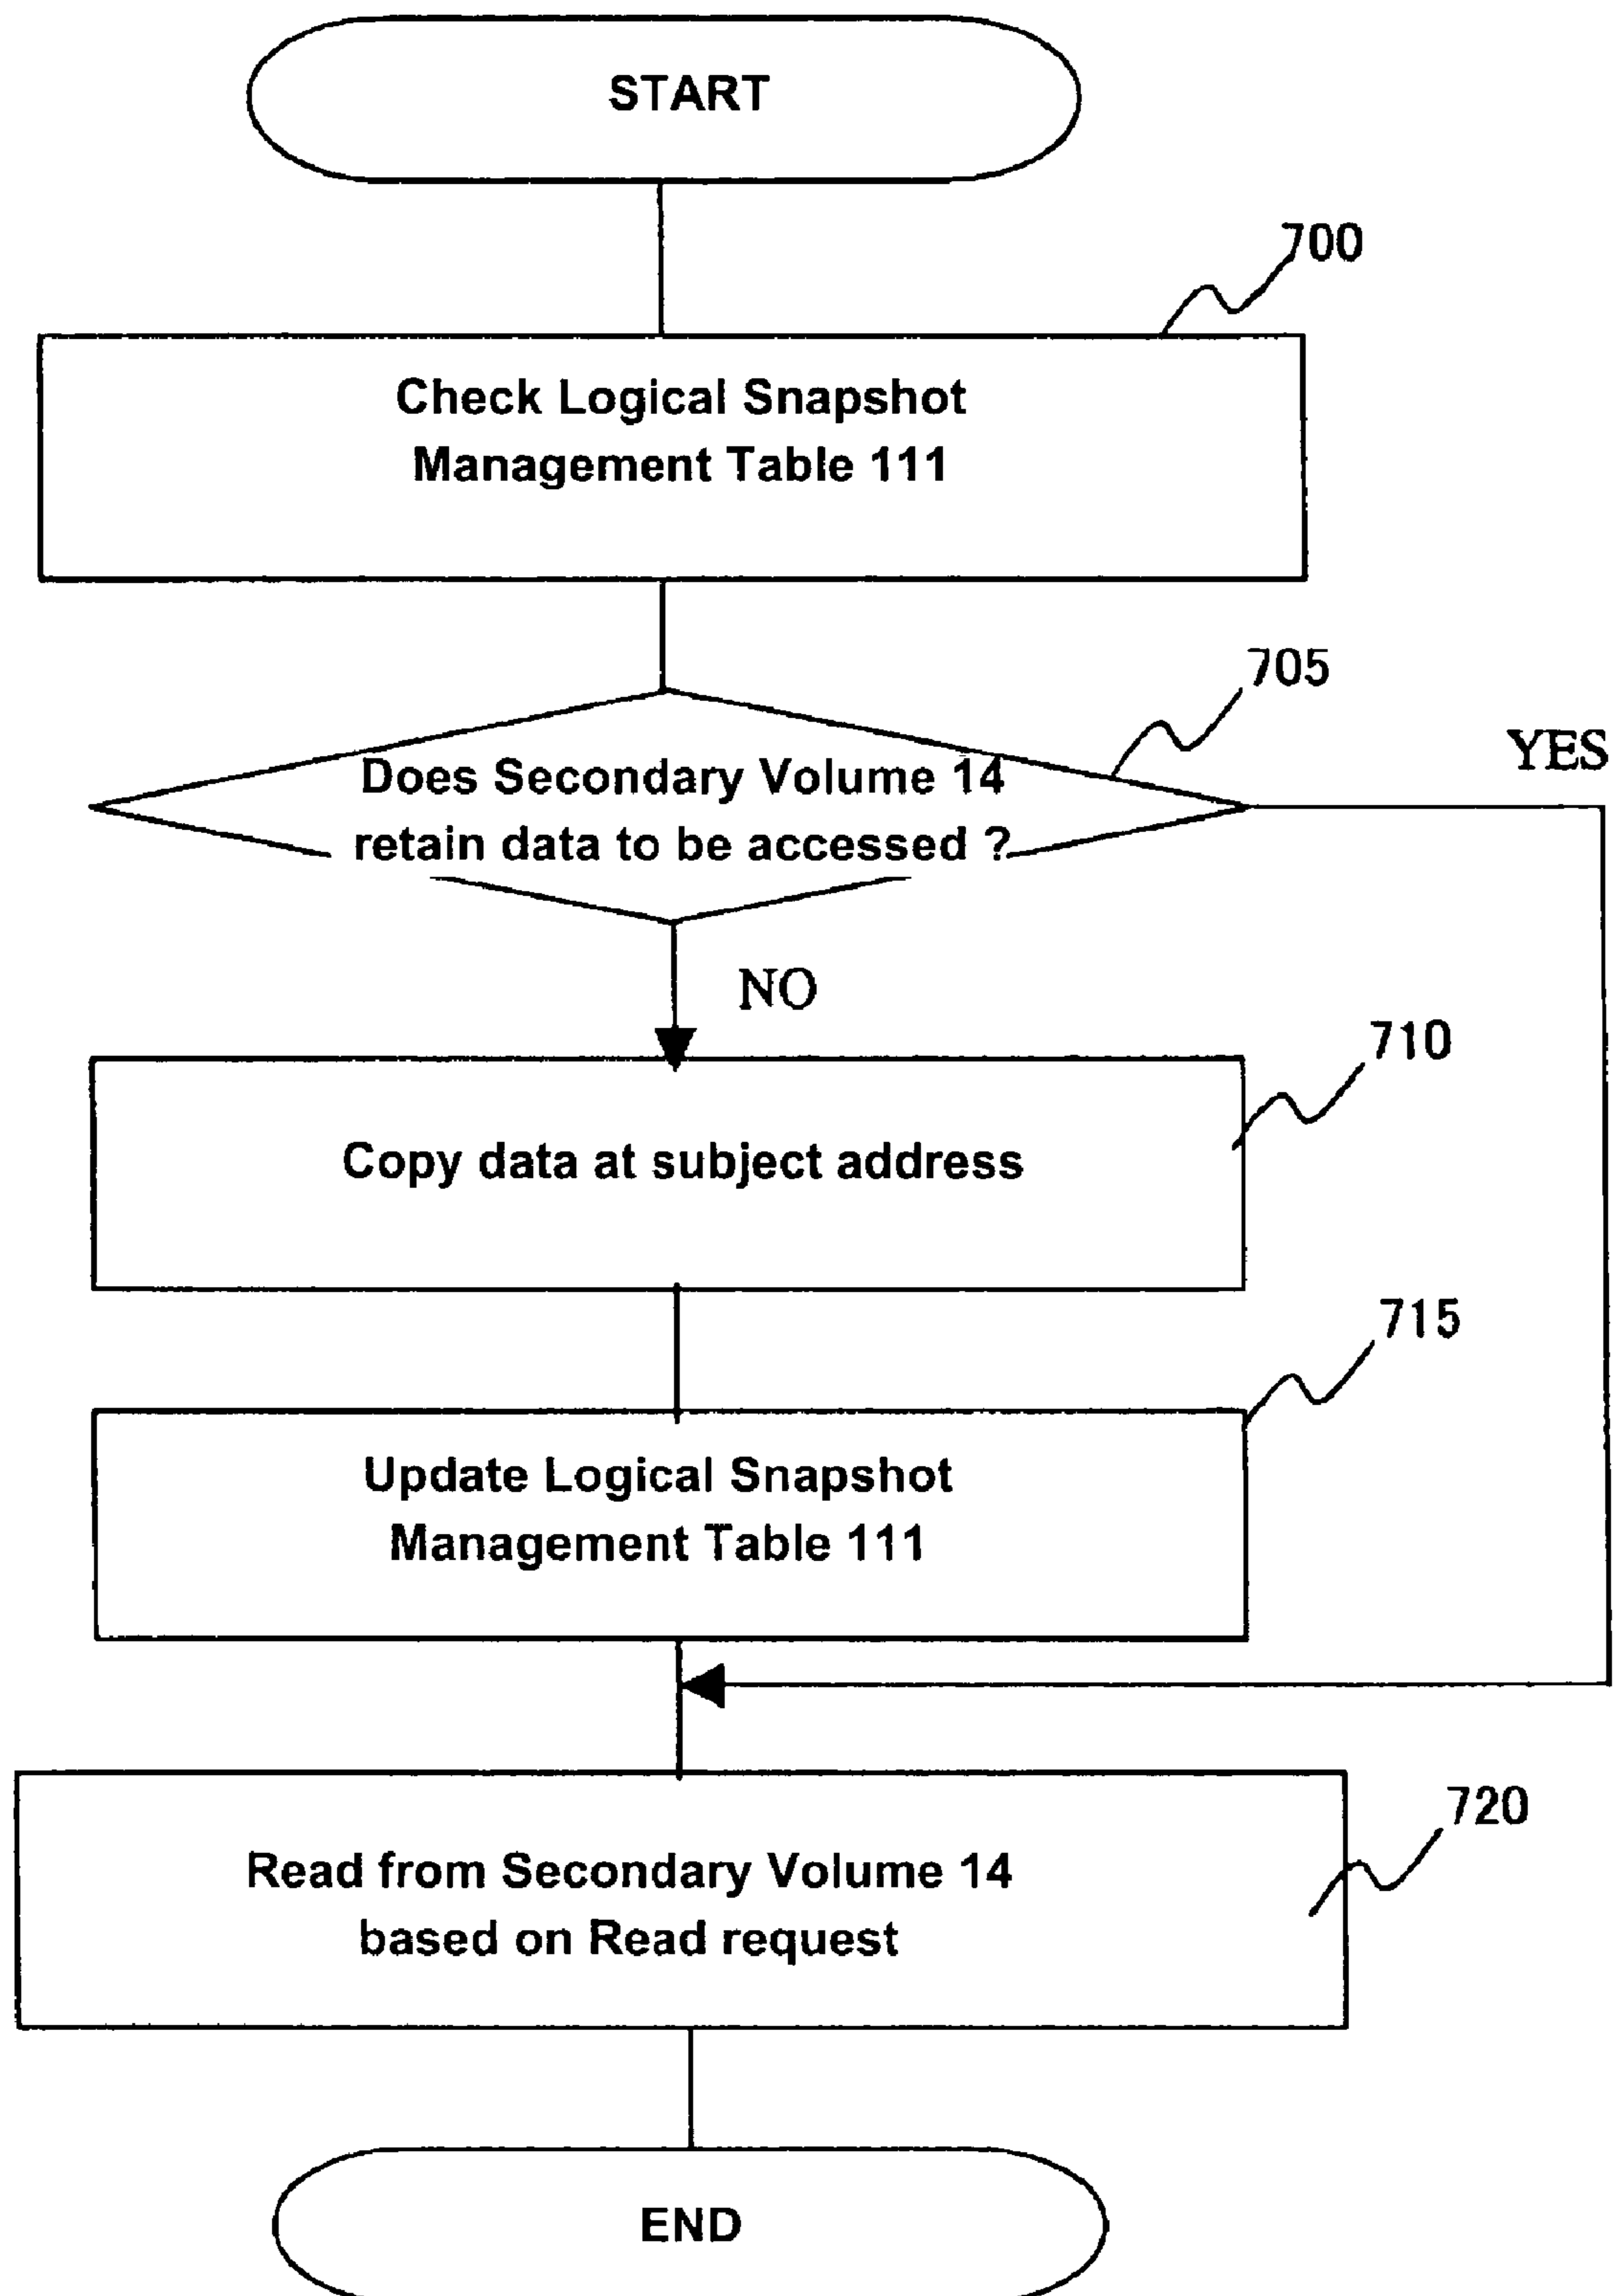 START
700
Check Logical Snapshot
Management Table 111
705
YES
Does Secondary Volume 14
retain data to be accessed ?
NO
710
Copy data at subject address
715
Update Logical Snapshot
Management Table 111
720
Read from Secondary Volume 14
based on Read request
END